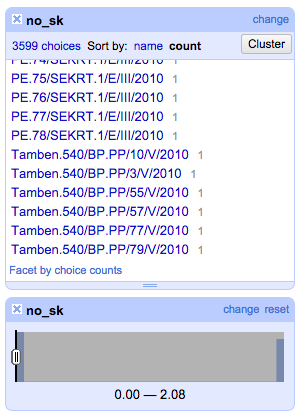 no_sk change
3599 choices Sort by: name count Cluster
PE.74/SEKRT.1/E/III/2010 1
PE.75/SEKRT.1/E/III/2010 1
PE.76/SEKRT.1/E/III/2010 1
PE.77/SEKRT.1/E/III/2010 1
PE.78/SEKRT.1/E/III/2010 1
Tamben.540/BP.PP/10/V/2010 1
Tamben.540/BP.PP/3/V/2010 1
Tamben.540/BP.PP/55/V/2010 1
Tamben.540/BP.PP/57/V/2010 1
Tamben.540/BP.PP/77/V/2010 1
Tamben.540/BP.PP/79/V/2010 1
Facet by choice counts
no_sk change reset
0.00 — 2.08